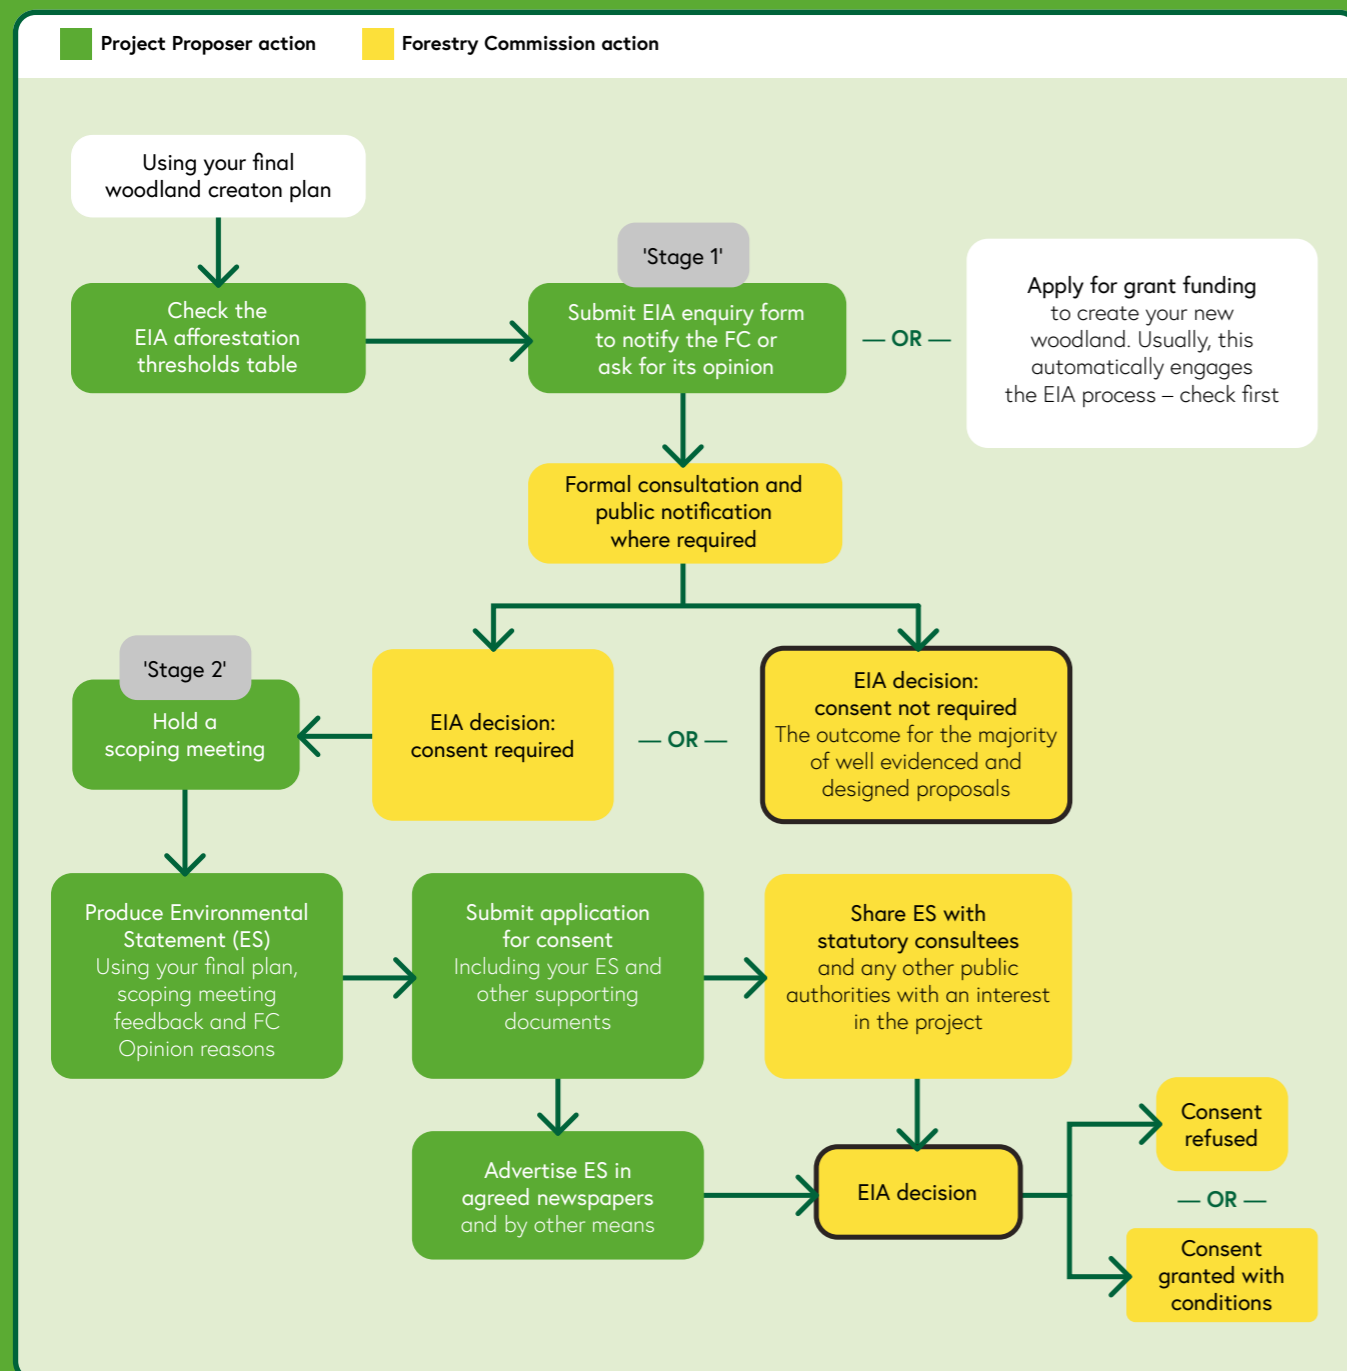 Project Proposer action
Forestry Commission action
Using your final
woodland creaton plan
Check the
EIA afforestation
thresholds table
'Stage 1'
Submit EIA enquiry form
to notify the FC or
ask for its opinion
— OR —
Apply for grant funding
to create your new
woodland. Usually, this
automatically engages
the EIA process – check first
Formal consultation and
public notification
where required
'Stage 2'
Hold a
scoping meeting
EIA decision:
consent required
— OR —
EIA decision:
consent not required
The outcome for the majority
of well evidenced and
designed proposals
Produce Environmental
Statement (ES)
Using your final plan,
scoping meeting
feedback and FC
Opinion reasons
Submit application
for consent
Including your ES and
other supporting
documents
Share ES with
statutory consultees
and any other public
authorities with an interest
in the project
Advertise ES in
agreed newspapers
and by other means
EIA decision
Consent
refused
— OR —
Consent
granted with
conditions